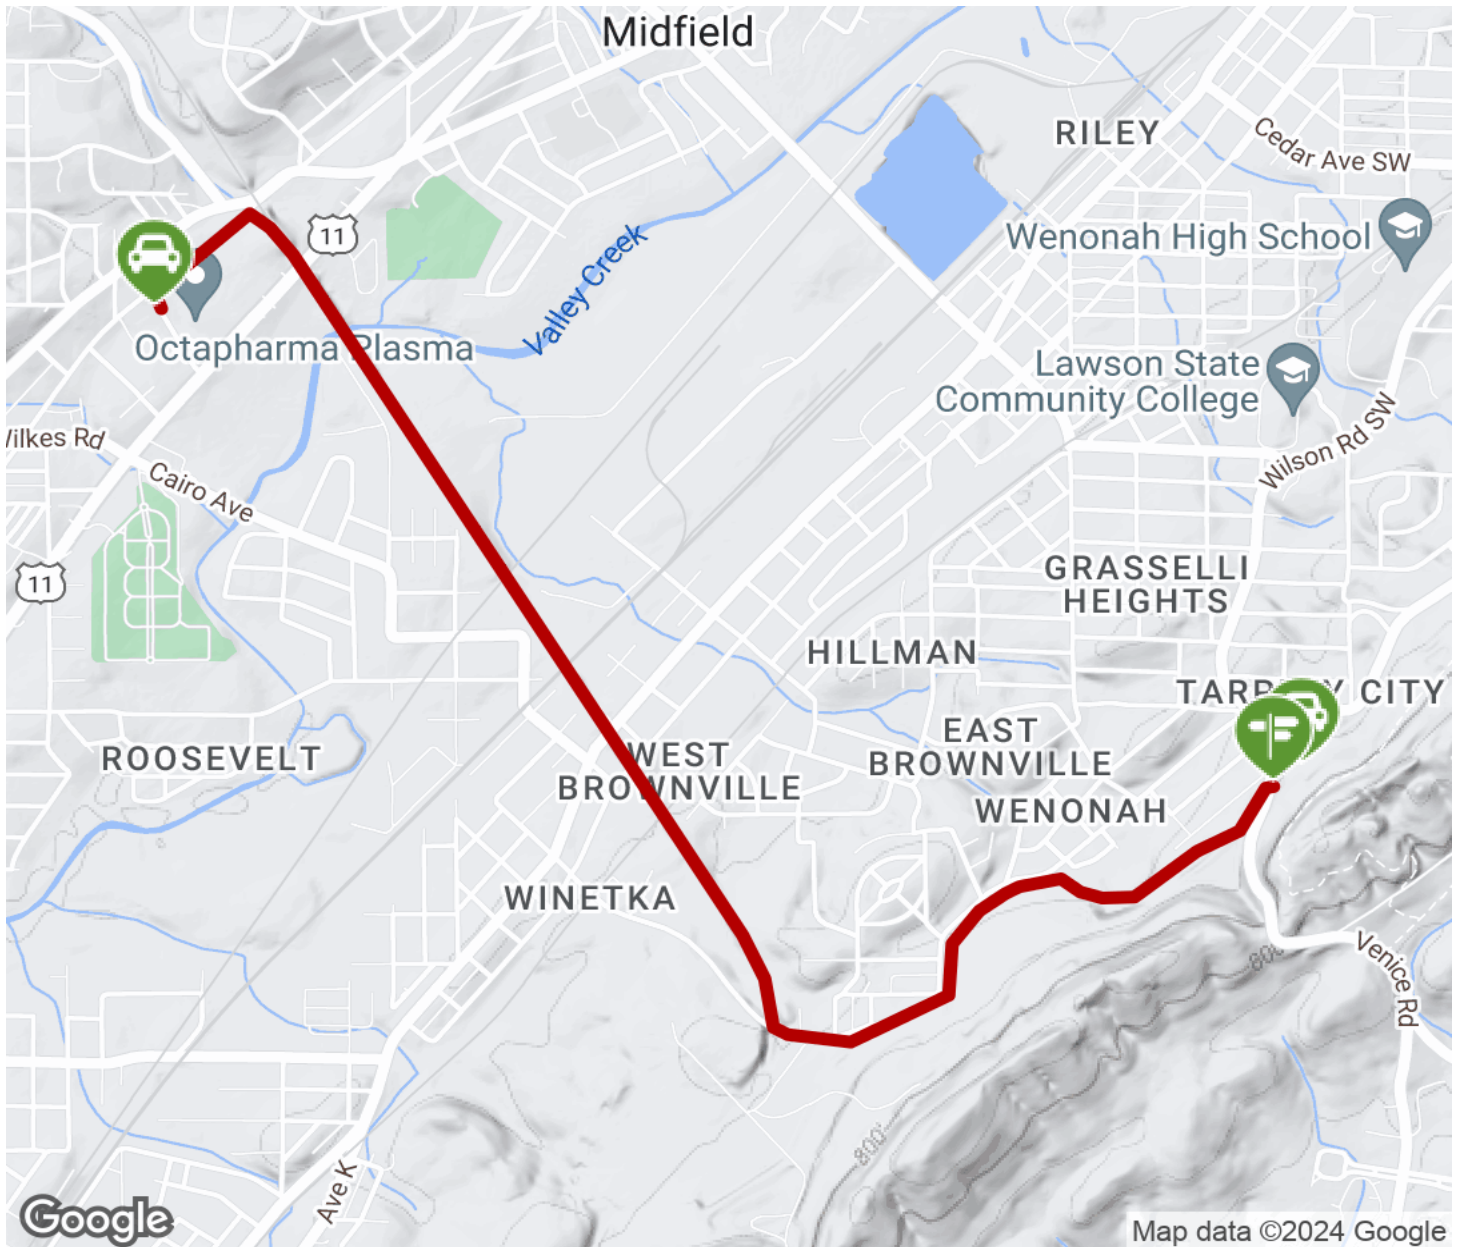 Midfield
RILEY
Cedar Ave SW
Wenonah High School
11
Valley Creek
Octapharma Plasma
Lawson State
Community College
Wilson Rd SW
Cairo Ave
11
GRASSELLI
HEIGHTS
HILLMAN
CITY
EAST
BROWNVILLE
WEST
BROWNVILLE
ROOSEVELT
WENONAH
WINETKA
800'
Venice Rd
800'
Ave K
Google
Map data ©2024 Google